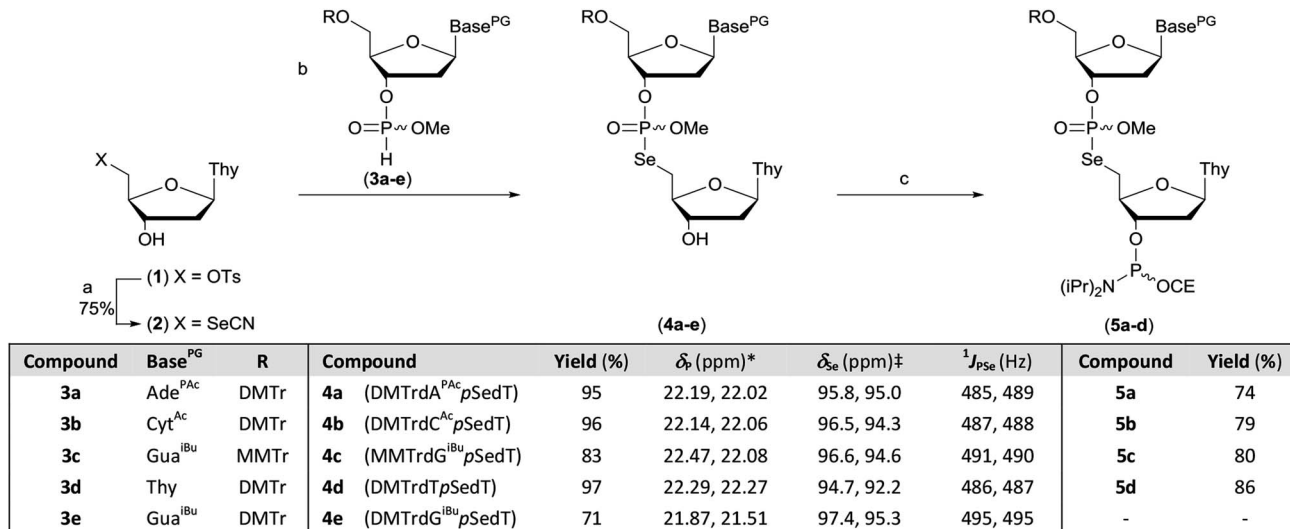 RO
Base^PG
O
b
O
O=P~OMe
H
(3a-e)
X
Thy
O
OH
(1) X = OTs
a
75%
(2) X = SeCN
RO
Base^PG
O
O
O=P~OMe
Se
Thy
O
OH
(4a-e)
c
RO
Base^PG
O
O
O=P~OMe
Se
Thy
O
O
(iPr)₂N P~OCE
(5a-d)
Compound Base^PG R Compound Yield (%) δ_P (ppm)* δ_Se (ppm)‡ ¹J_PSe (Hz) Compound Yield (%)
3a Ade^PAc DMTr 4a (DMTrdA^PAc pSedT) 95 22.19, 22.02 95.8, 95.0 485, 489 5a 74
3b Cyt^Ac DMTr 4b (DMTrdC^Ac pSedT) 96 22.14, 22.06 96.5, 94.3 487, 488 5b 79
3c Gua^iBu MMTr 4c (MMTrdG^iBu pSedT) 83 22.47, 22.08 96.6, 94.6 491, 490 5c 80
3d Thy DMTr 4d (DMTrdTpSedT) 97 22.29, 22.27 94.7, 92.2 486, 487 5d 86
3e Gua^iBu DMTr 4e (DMTrdG^iBu pSedT) 71 21.87, 21.51 97.4, 95.3 495, 495 - -